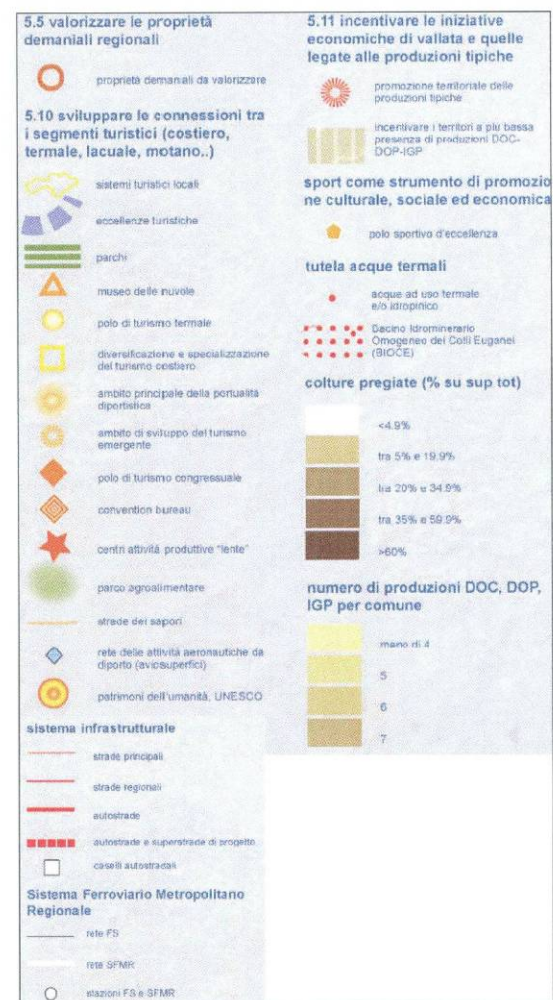 5.5 valorizzare le proprietà
demaniali regionali
proprietà demaniali da valorizzare
5.10 sviluppare le connessioni tra
i segmenti turistici (costiero,
termale, lacuale, motano..)
sistemi turistici locali
eccellenze turistiche
parchi
museo delle nuvole
polo di turismo termale
diversificazione e specializzazione
del turismo costiero
ambito principale della portualità
diportistica
ambito di sviluppo del turismo
emergente
polo di turismo congressuale
convention bureau
centri attività produttive "lente"
parco agroalimentare
strade dei sapori
rete delle attività aeronautiche da
diporto (aviosuperfici)
patrimoni dell'umanità, UNESCO
sistema infrastrutturale
strade principali
strade regionali
autostrade
autostrade e superstrade di progetto
caselli autostradali
Sistema Ferroviario Metropolitano
Regionale
rete FS
rete SFMR
stazioni FS e SFMR
5.11 incentivare le iniziative
economiche di vallata e quelle
legate alle produzioni tipiche
promozione territoriale delle
produzioni tipiche
incentivare i territori a più bassa
presenza di produzioni DOC-
DOP-IGP
sport come strumento di promozio
ne culturale, sociale ed economica
polo sportivo d'eccellenza
tutela acque termali
acque ad uso termale
e/o idropinico
Bacino Idrominerario
Omogeneo dei Colli Euganei
(BIOCE)
colture pregiate (% su sup tot)
<4.9%
tra 5% e 19.9%
tra 20% e 34.9%
tra 35% e 59.9%
>60%
numero di produzioni DOC, DOP,
IGP per comune
meno di 4
5
6
7